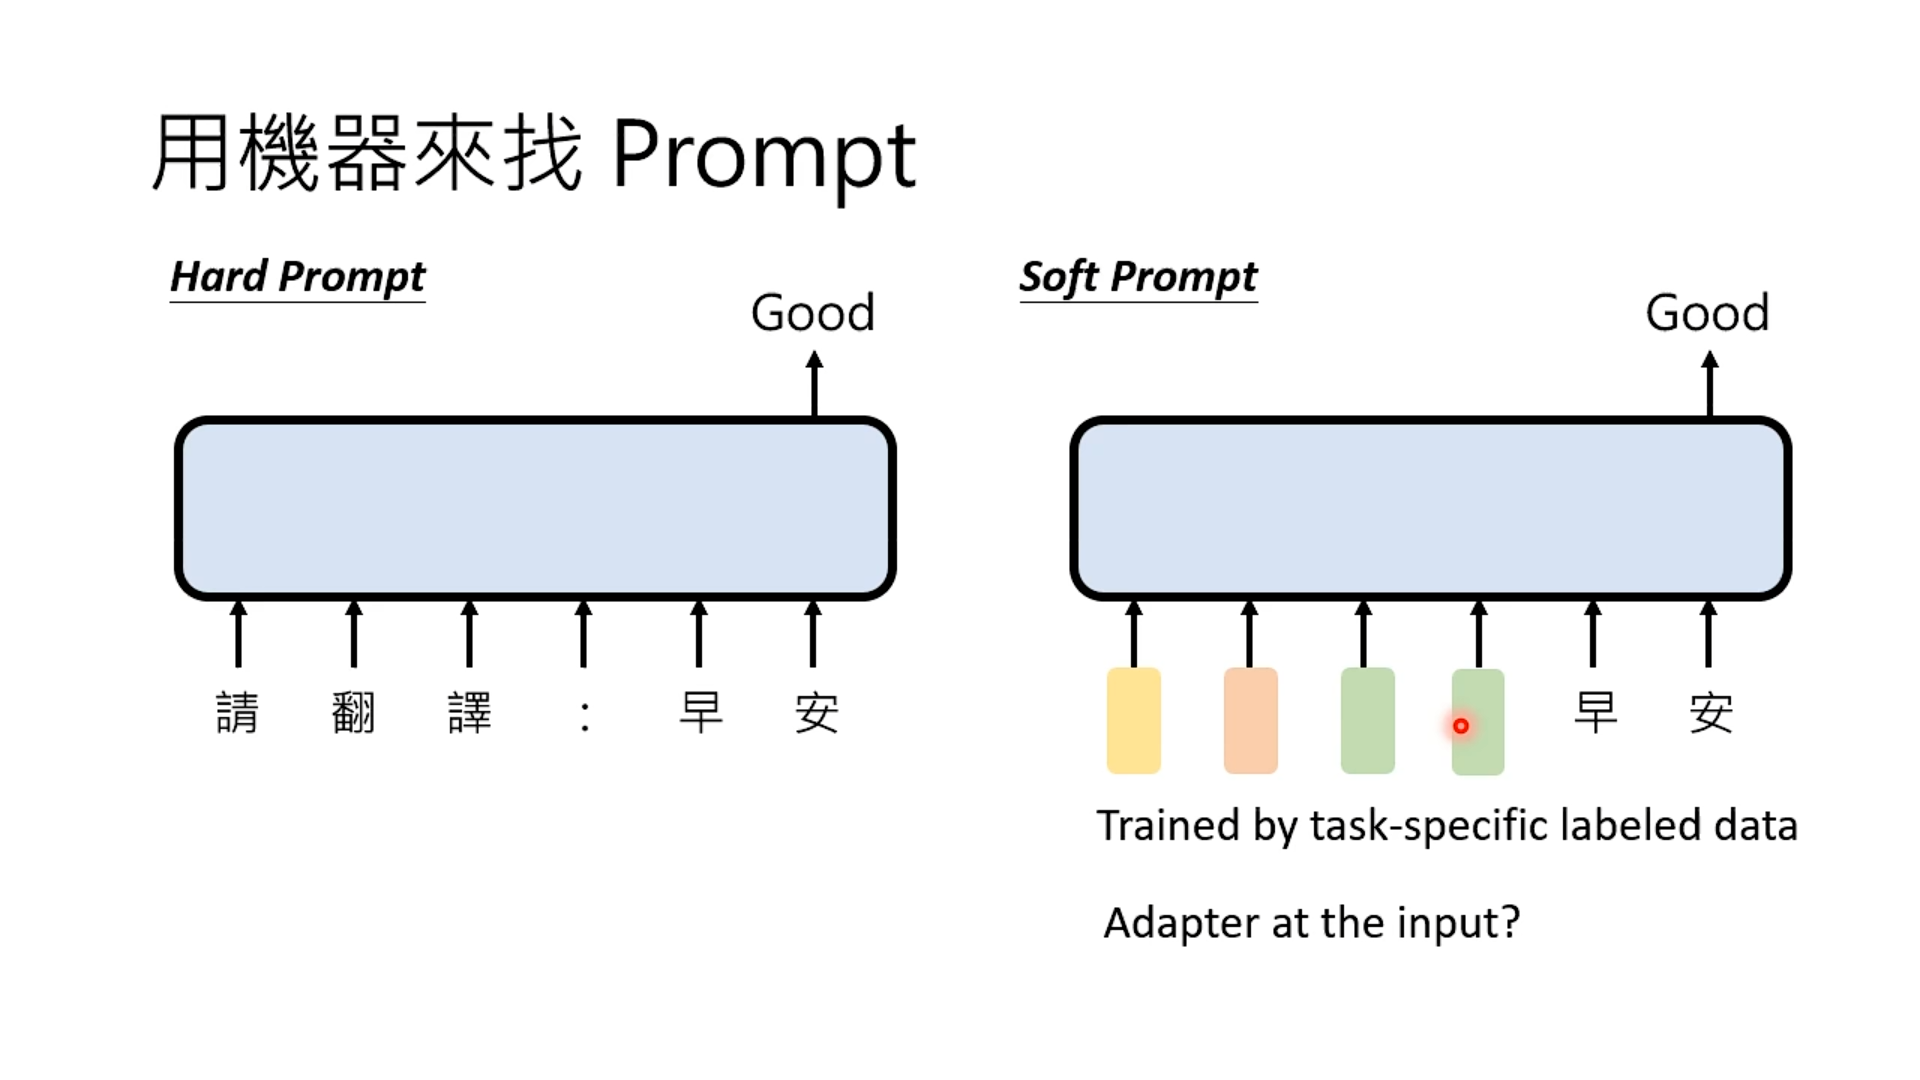 用機器來找 Prompt
Hard Prompt
Good
請 翻 譯 : 早 安
Soft Prompt
Good
早 安
Trained by task-specific labeled data
Adapter at the input?